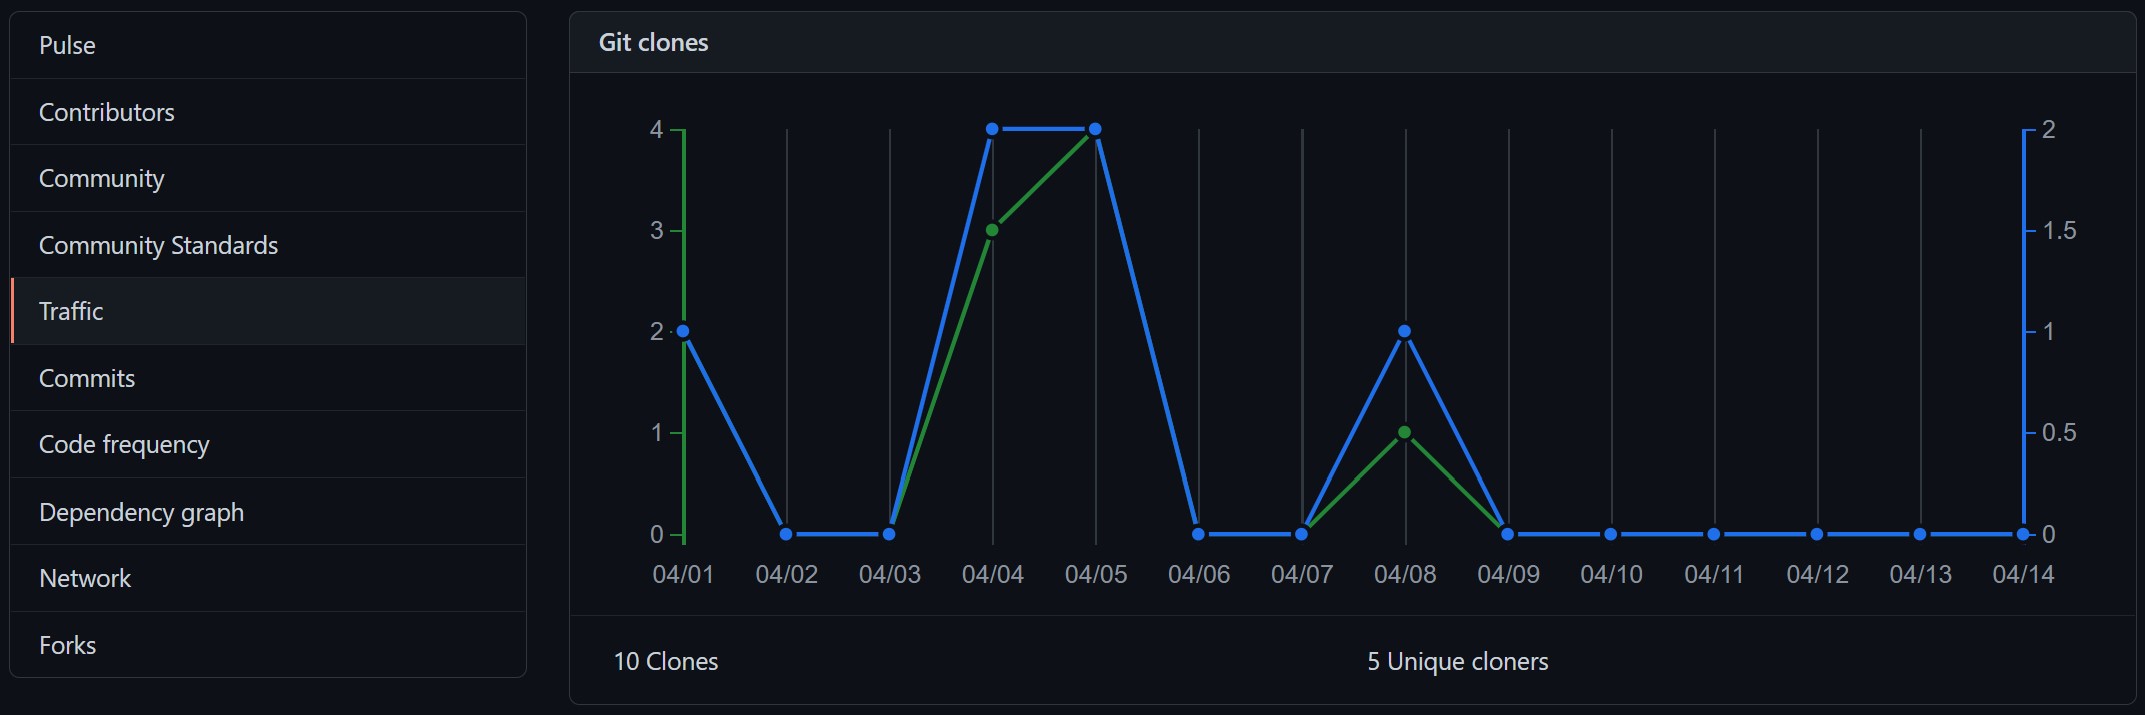 Pulse
Contributors
Community
Community Standards
Traffic
Commits
Code frequency
Dependency graph
Network
Forks
Git clones
4
3
2
1
0
2
1.5
1
0.5
0
04/01 04/02 04/03 04/04 04/05 04/06 04/07 04/08 04/09 04/10 04/11 04/12 04/13 04/14
10 Clones
5 Unique cloners